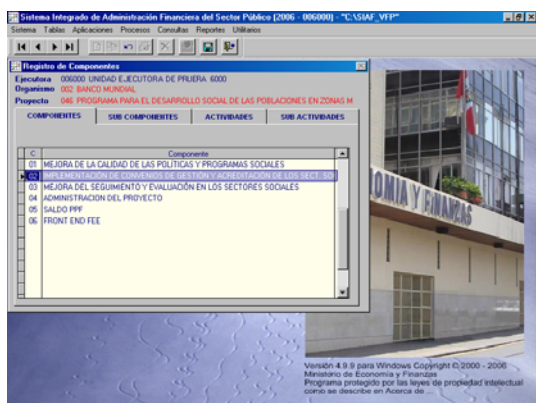 Sistema Integrado de Administración Financiera del Sector Público (2006 - 006000) - "C:\SIAF_VFP"
Sistema Tablas Aplicaciones Procesos Consultas Reportes Utilitarios
Registro de Componentes
Ejecutora 006000 UNIDAD EJECUTORA DE PRUEBA 6000
Organismo 002 BANCO MUNDIAL
Proyecto 046 PROGRAMA PARA EL DESARROLLO SOCIAL DE LAS POBLACIONES EN ZONAS M
COMPONENTES SUB COMPONENTES ACTIVIDADES SUB ACTIVIDADES
C Componente
01 MEJORA DE LA CALIDAD DE LAS POLÍTICAS Y PROGRAMAS SOCIALES
02 IMPLEMENTACIÓN DE CONVENIOS DE GESTIÓN Y ACREDITACIÓN DE LOS SECT. SOC
03 MEJORA DEL SEGUIMIENTO Y EVALUACIÓN EN LOS SECTORES SOCIALES
04 ADMINISTRACION DEL PROYECTO
05 SALDO PPF
06 FRONT END FEE
OMIA Y FINANZAS
Versión 4.9.9 para Windows Copyright © 2000 - 2006
Ministerio de Economía y Finanzas
Programa protegido por las leyes de propiedad intelectual
como se describe en Acerca de ...